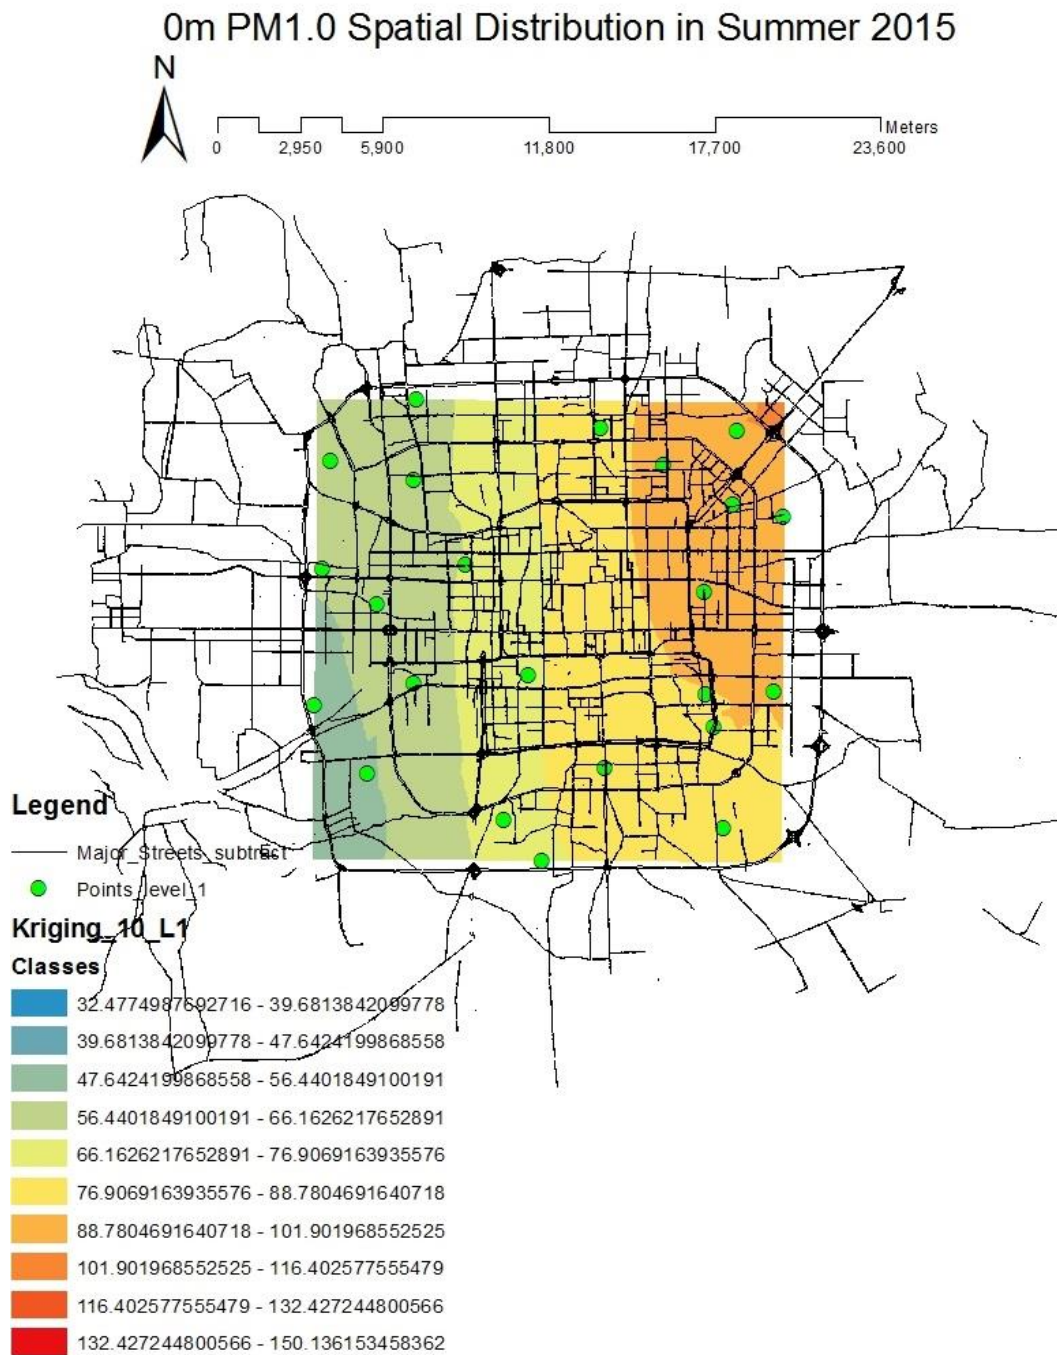 0m PM1.0 Spatial Distribution in Summer 2015
N
Meters
0 2,950 5,900 11,800 17,700 23,600
Legend
Major_Streets_subtract
Points_level_1
Kriging_10_L1
Classes
32.4774987692716 - 39.6813842099778
39.6813842099778 - 47.6424199868558
47.6424199868558 - 56.4401849100191
56.4401849100191 - 66.1626217652891
66.1626217652891 - 76.9069163935576
76.9069163935576 - 88.7804691640718
88.7804691640718 - 101.901968552525
101.901968552525 - 116.402577555479
116.402577555479 - 132.427244800566
132.427244800566 - 150.136153458362